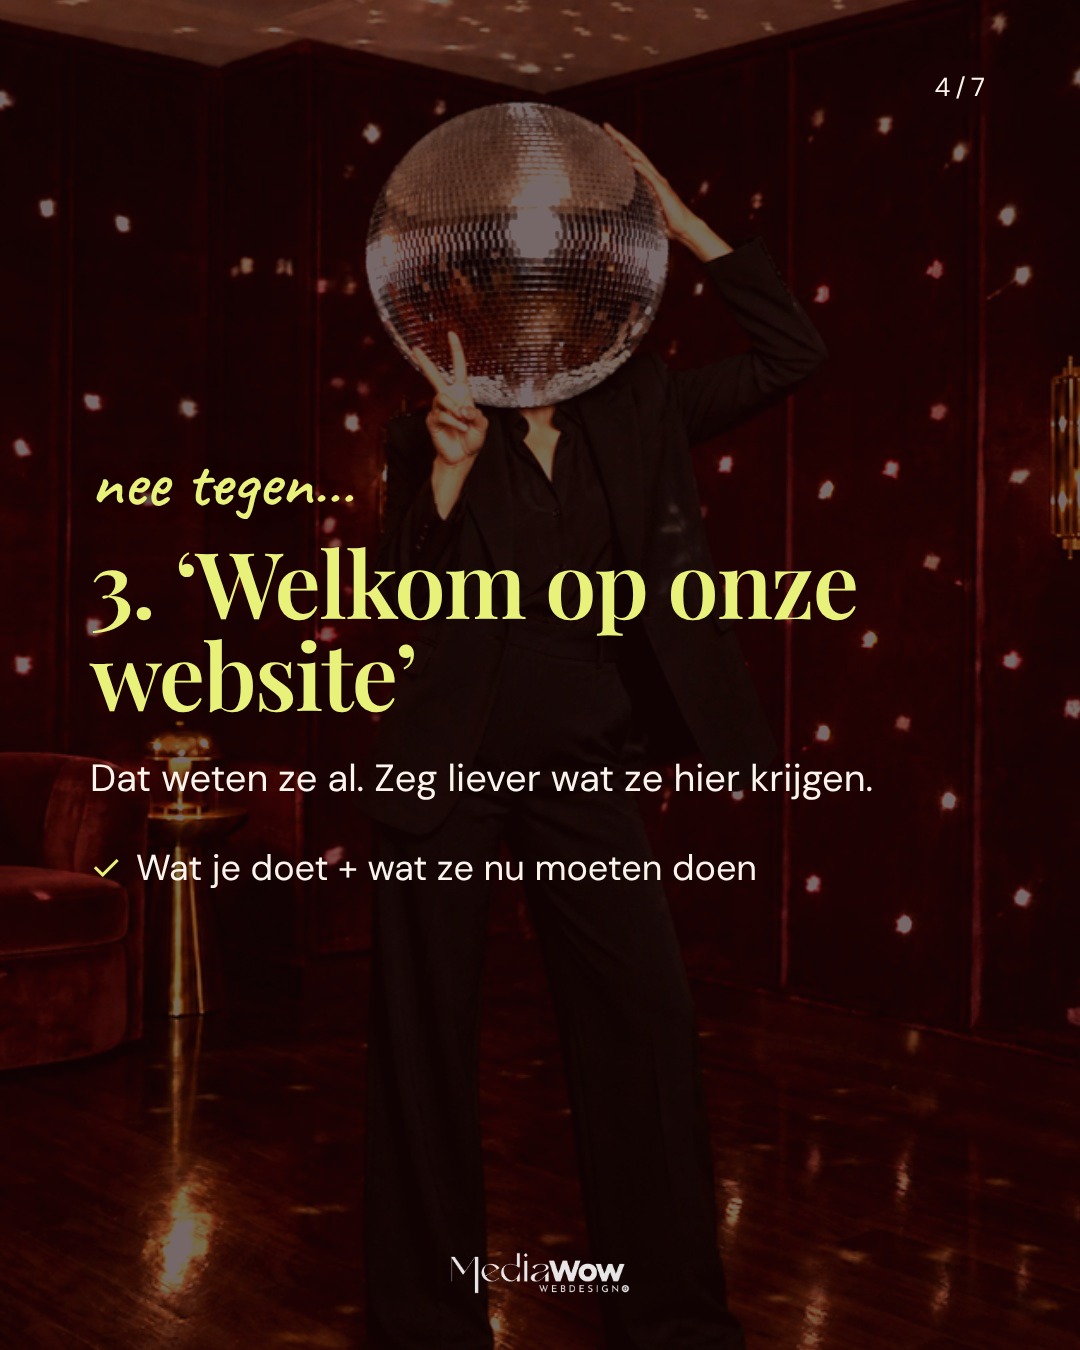 4 / 7
nee tegen...
3. ‘Welkom op onze
website’
Dat weten ze al. Zeg liever wat ze hier krijgen.
✓ Wat je doet + wat ze nu moeten doen
MediaWow
WEBDESIGN